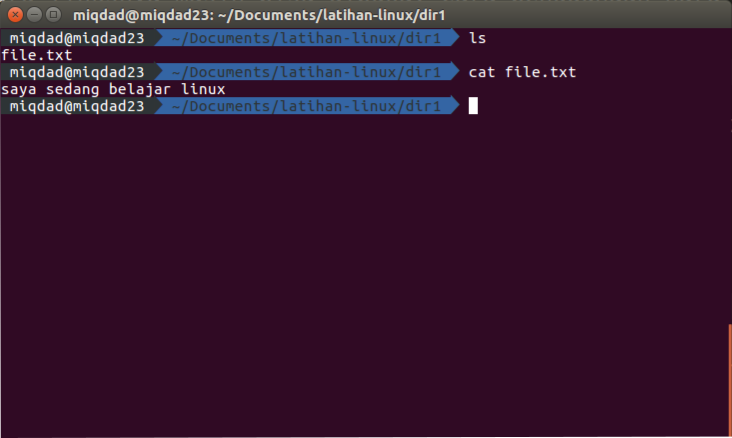 miqdad@miqdad23: ~/Documents/latihan-linux/dir1
miqdad@miqdad23 ~/Documents/latihan-linux/dir1 ls
file.txt
miqdad@miqdad23 ~/Documents/latihan-linux/dir1 cat file.txt
saya sedang belajar linux
miqdad@miqdad23 ~/Documents/latihan-linux/dir1